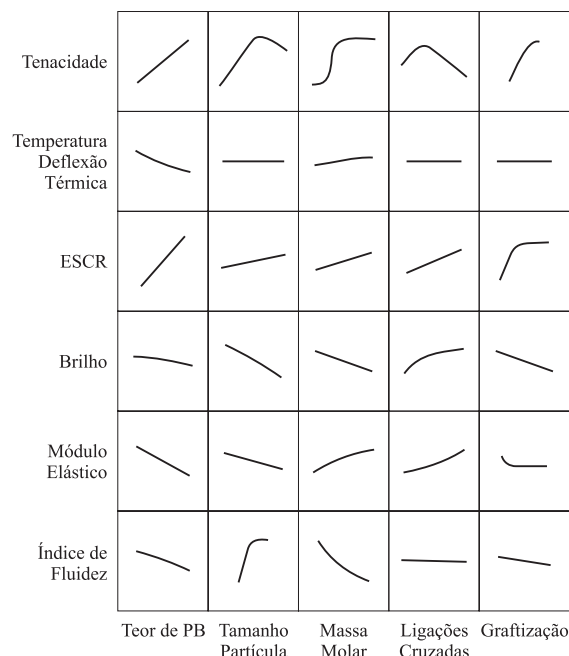 Tenacidade
Temperatura
Deflexão
Térmica
ESCR
Brilho
Módulo
Elástico
Índice de
Fluidez
Teor de PB
Tamanho
Partícula
Massa
Molar
Ligações
Cruzadas
Graftização